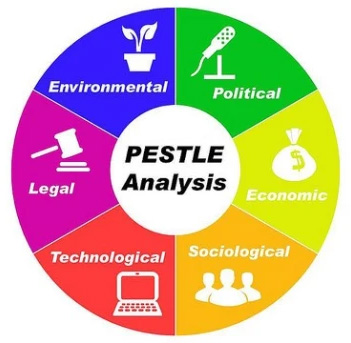 Environmental
Political
PESTLE
Analysis
Legal
Economic
Technological
Sociological
$